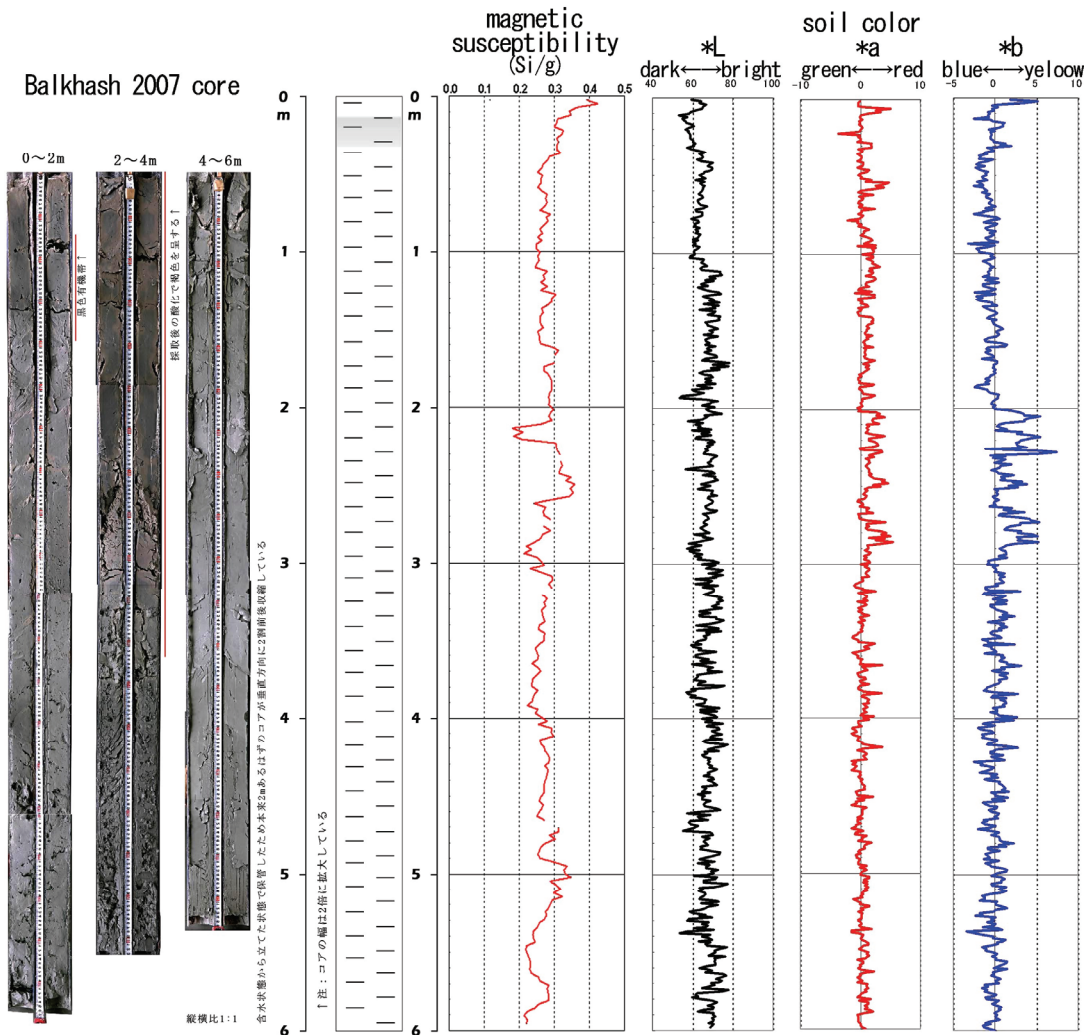 Balkhash 2007 core
0～2m
2～4m
4～6m
黒色有機帯↑
採取後の酸化で褐色を呈する↑
含水状態から立てた状態で保管したため本来2mあるはずのコアが垂直方向に2割前後収縮している
縦横比1:1
↑注：コアの幅は2倍に拡大している
0
m
1
2
3
4
5
6
magnetic
susceptibility
(Si/g)
0
m
0.0 0.1 0.2 0.3 0.4 0.5
1
2
3
4
5
6
soil color
*L
dark←→bright
40 60 80 100
*a
green←→red
-10 0 10
*b
blue←→yeloow
-5 0 5 10